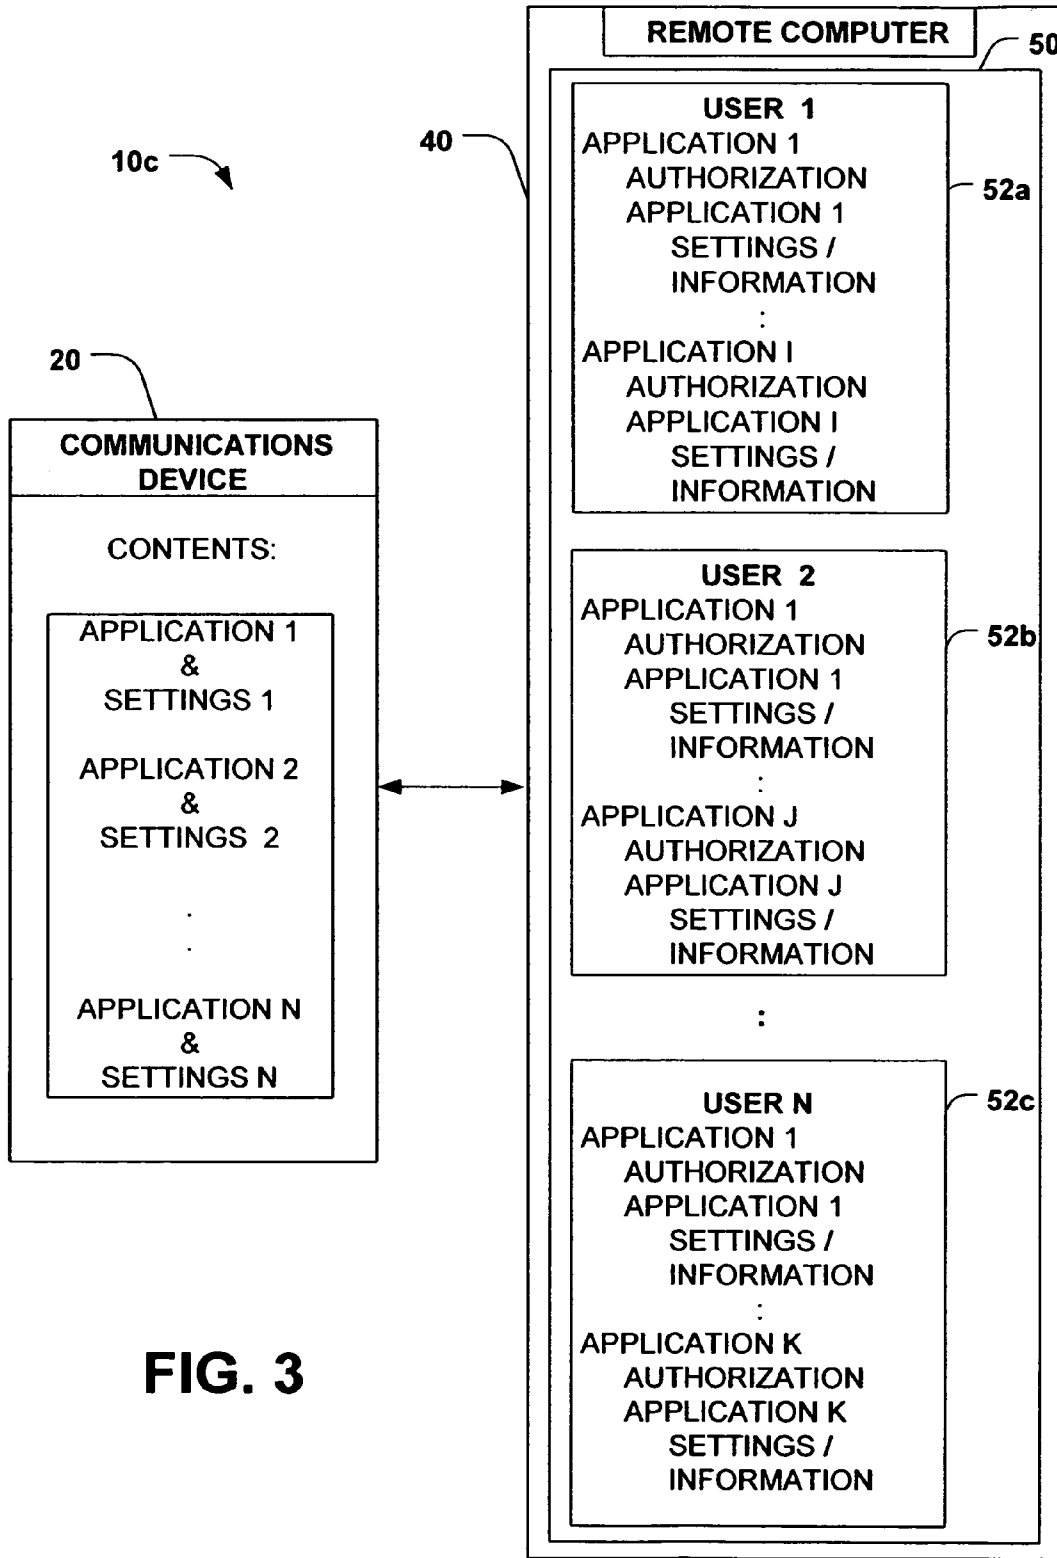 REMOTE COMPUTER
50
40
10c
USER 1
APPLICATION 1
AUTHORIZATION
APPLICATION 1
SETTINGS /
INFORMATION
:
APPLICATION I
AUTHORIZATION
APPLICATION I
SETTINGS /
INFORMATION
52a
20
COMMUNICATIONS
DEVICE
CONTENTS:
APPLICATION 1
&
SETTINGS 1
APPLICATION 2
&
SETTINGS 2
.
.
APPLICATION N
&
SETTINGS N
USER 2
APPLICATION 1
AUTHORIZATION
APPLICATION 1
SETTINGS /
INFORMATION
:
APPLICATION J
AUTHORIZATION
APPLICATION J
SETTINGS /
INFORMATION
52b
:
USER N
APPLICATION 1
AUTHORIZATION
APPLICATION 1
SETTINGS /
INFORMATION
:
APPLICATION K
AUTHORIZATION
APPLICATION K
SETTINGS /
INFORMATION
52c
FIG. 3